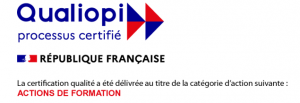 Qualiopi
processus certifié
RÉPUBLIQUE FRANÇAISE
La certification qualité a été délivrée au titre de la catégorie d'action suivante :
ACTIONS DE FORMATION